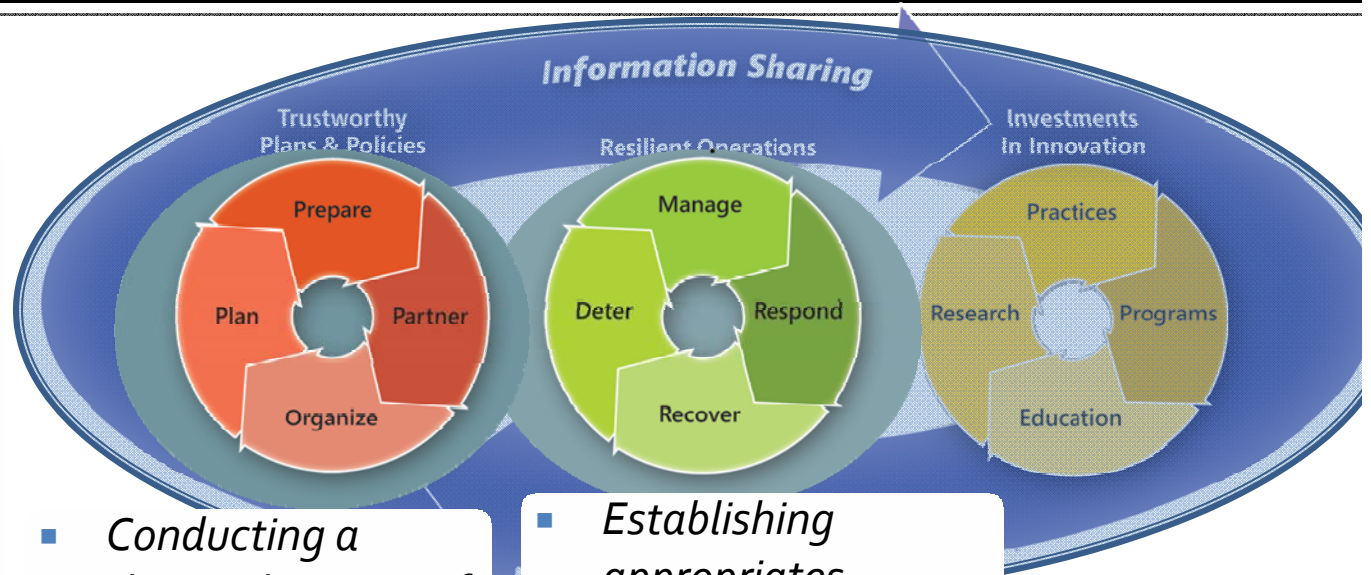 Information Sharing
Trustworthy
Plans & Policies
Resilient Operations
Investments
In Innovation
Prepare
Plan
Partner
Organize
Manage
Deter
Respond
Recover
Practices
Research
Programs
Education
▪ Conducting a
▪ Establishing
appropriates